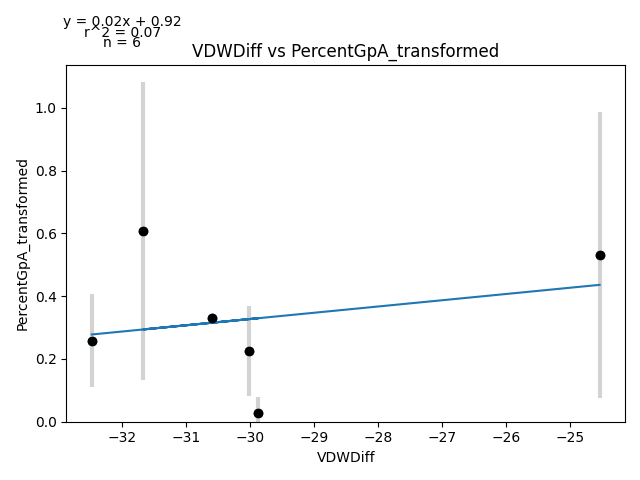 y = 0.02x + 0.92
r^2 = 0.07
n = 6
VDWDiff vs PercentGpA_transformed
PercentGpA_transformed
1.0
0.8
0.6
0.4
0.2
0.0
−32 −31 −30 −29 −28 −27 −26 −25
VDWDiff